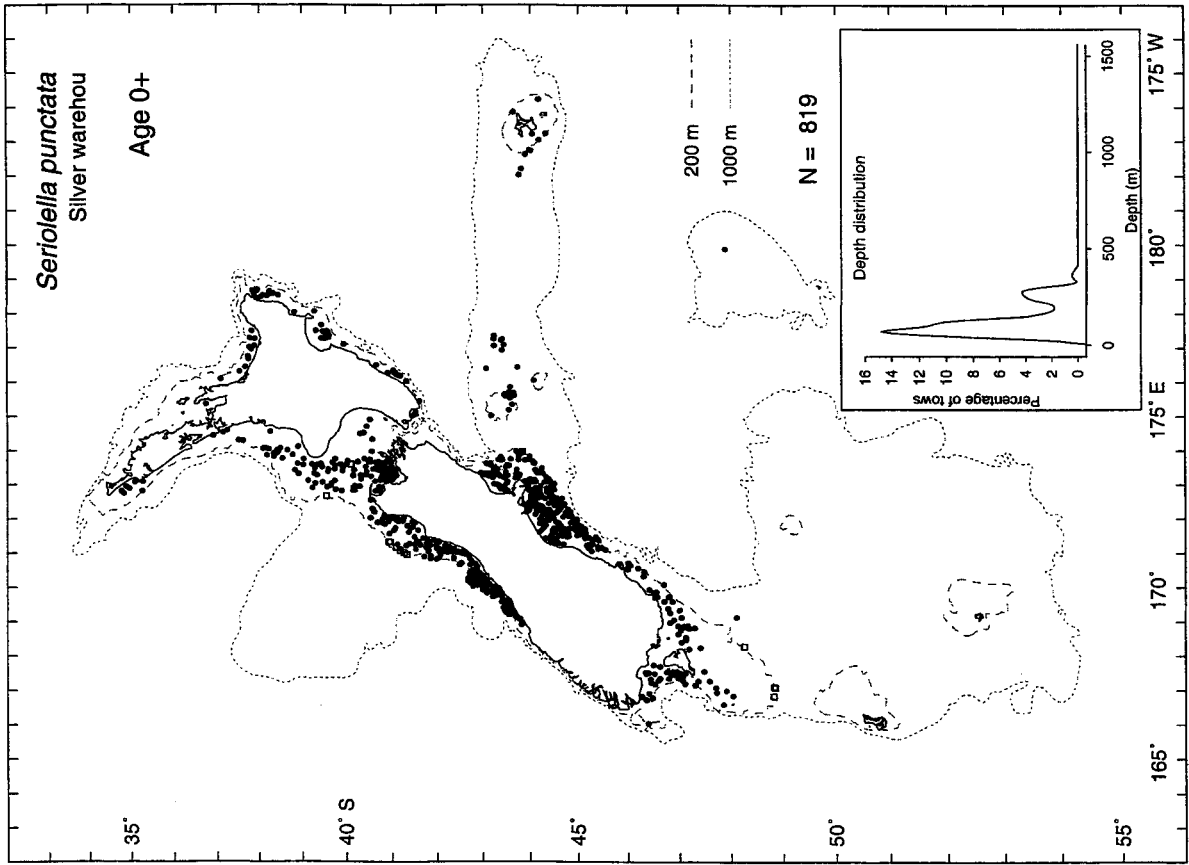 Seriolella punctata
Silver warehou
Age 0+
35°
40° S
45°
50°
55°
165°
170°
175° E
180°
175° W
200 m
1000 m
N = 819
Depth distribution
Percentage of tows
16
14
12
10
8
6
4
2
0
0
500
1000
1500
Depth (m)